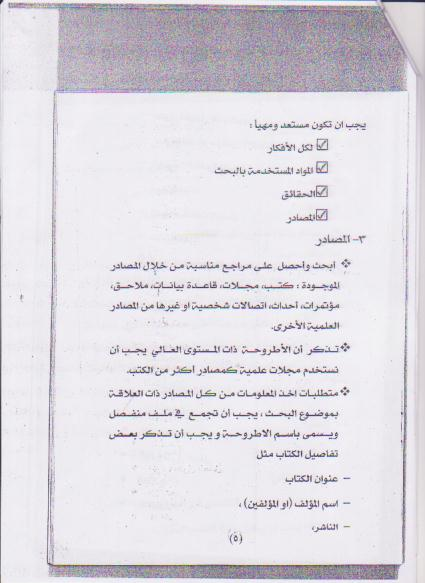 يجب ان تكون مستعد ومهيأ :
☑ لكل الأفكار
☑ المواد المستخدمة بالبحث
☑ الحقائق
☑ المصادر
٣- المصادر
❖ ابحث وأحصل على مراجع مناسبة من خلال المصادر
الموجودة : كتب، مجلات، قاعدة بيانات، ملاحق،
مؤتمرات، أحداث، اتصالات شخصية او غيرها من المصادر
العلمية الأخرى.
❖ تذكر أن الأطروحة ذات المستوى العالي يجب أن
نستخدم مجلات علمية كمصادر أكثر من الكتب.
❖ متطلبات إخذ المعلومات من كل المصادر ذات العلاقة
بموضوع البحث ، يجب أن تجمع في ملف منفصل
ويسمى باسم الاطروحة و يجب أن تذكر بعض
تفاصيل الكتاب مثل
– عنوان الكتاب
– اسم المؤلف (او المؤلفين) ،
– الناشر،
(٥)